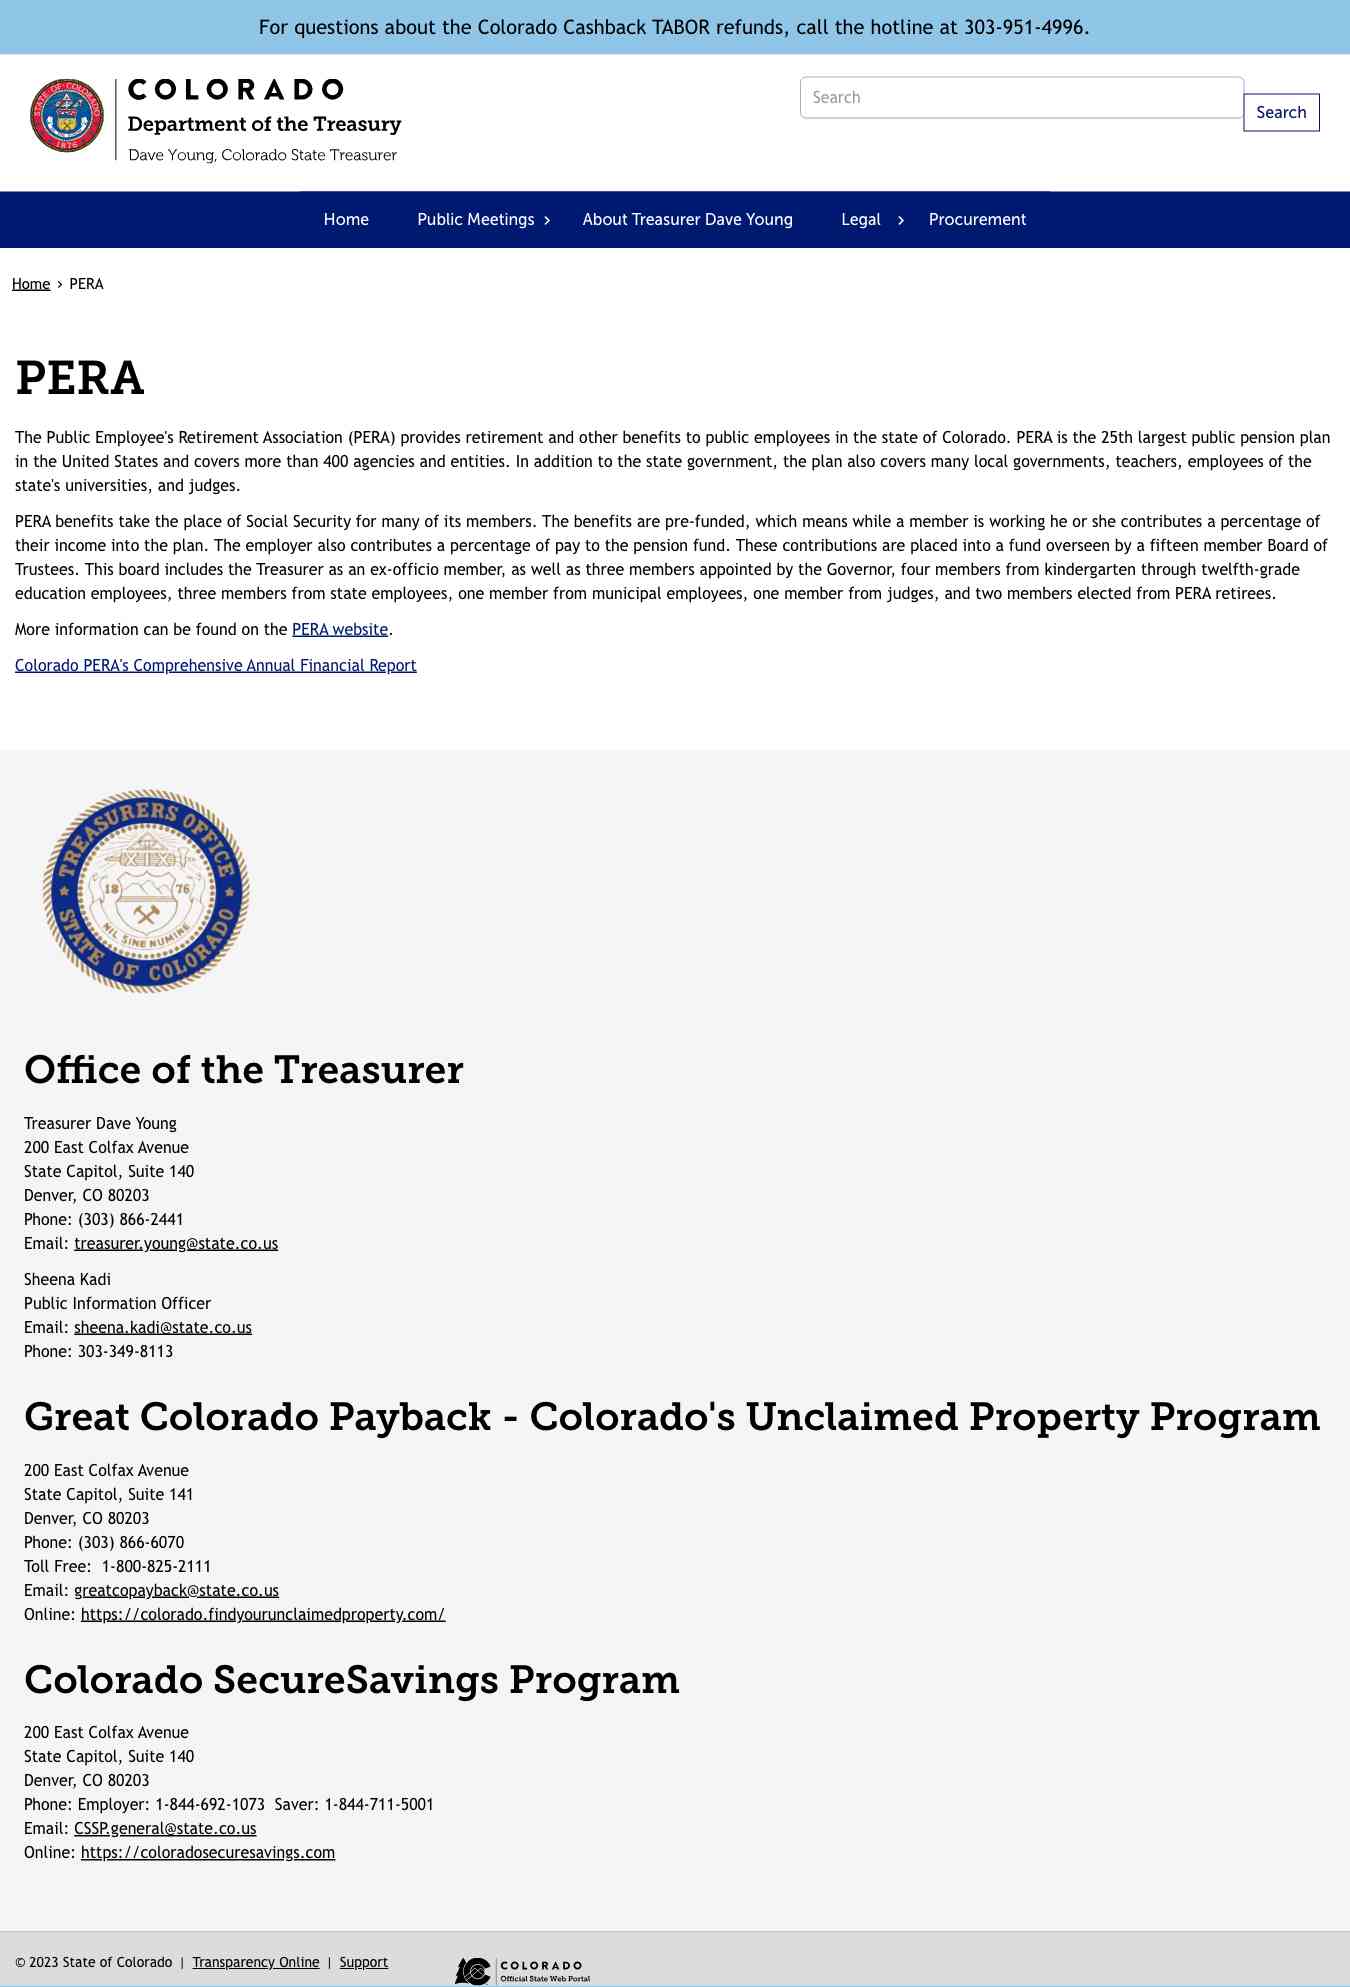 For questions about the Colorado Cashback TABOR refunds, call the hotline at 303-951-4996.
STATE OF COLORADO
1876
COLORADO
Department of the Treasury
Dave Young, Colorado State Treasurer
Search
Search
Home Public Meetings › About Treasurer Dave Young Legal › Procurement
Home › PERA
PERA
The Public Employee's Retirement Association (PERA) provides retirement and other benefits to public employees in the state of Colorado. PERA is the 25th largest public pension plan
in the United States and covers more than 400 agencies and entities. In addition to the state government, the plan also covers many local governments, teachers, employees of the
state's universities, and judges.
PERA benefits take the place of Social Security for many of its members. The benefits are pre-funded, which means while a member is working he or she contributes a percentage of
their income into the plan. The employer also contributes a percentage of pay to the pension fund. These contributions are placed into a fund overseen by a fifteen member Board of
Trustees. This board includes the Treasurer as an ex-officio member, as well as three members appointed by the Governor, four members from kindergarten through twelfth-grade
education employees, three members from state employees, one member from municipal employees, one member from judges, and two members elected from PERA retirees.
More information can be found on the PERA website.
Colorado PERA's Comprehensive Annual Financial Report
TREASURERS OFFICE
18 76
NIL SINE NUMINE
STATE OF COLORADO
Office of the Treasurer
Treasurer Dave Young
200 East Colfax Avenue
State Capitol, Suite 140
Denver, CO 80203
Phone: (303) 866-2441
Email: treasurer.young@state.co.us
Sheena Kadi
Public Information Officer
Email: sheena.kadi@state.co.us
Phone: 303-349-8113
Great Colorado Payback - Colorado's Unclaimed Property Program
200 East Colfax Avenue
State Capitol, Suite 141
Denver, CO 80203
Phone: (303) 866-6070
Toll Free:  1-800-825-2111
Email: greatcopayback@state.co.us
Online: https://colorado.findyourunclaimedproperty.com/
Colorado SecureSavings Program
200 East Colfax Avenue
State Capitol, Suite 140
Denver, CO 80203
Phone: Employer: 1-844-692-1073  Saver: 1-844-711-5001
Email: CSSP.general@state.co.us
Online: https://coloradosecuresavings.com
© 2023 State of Colorado | Transparency Online | Support
COLORADO
Official State Web Portal